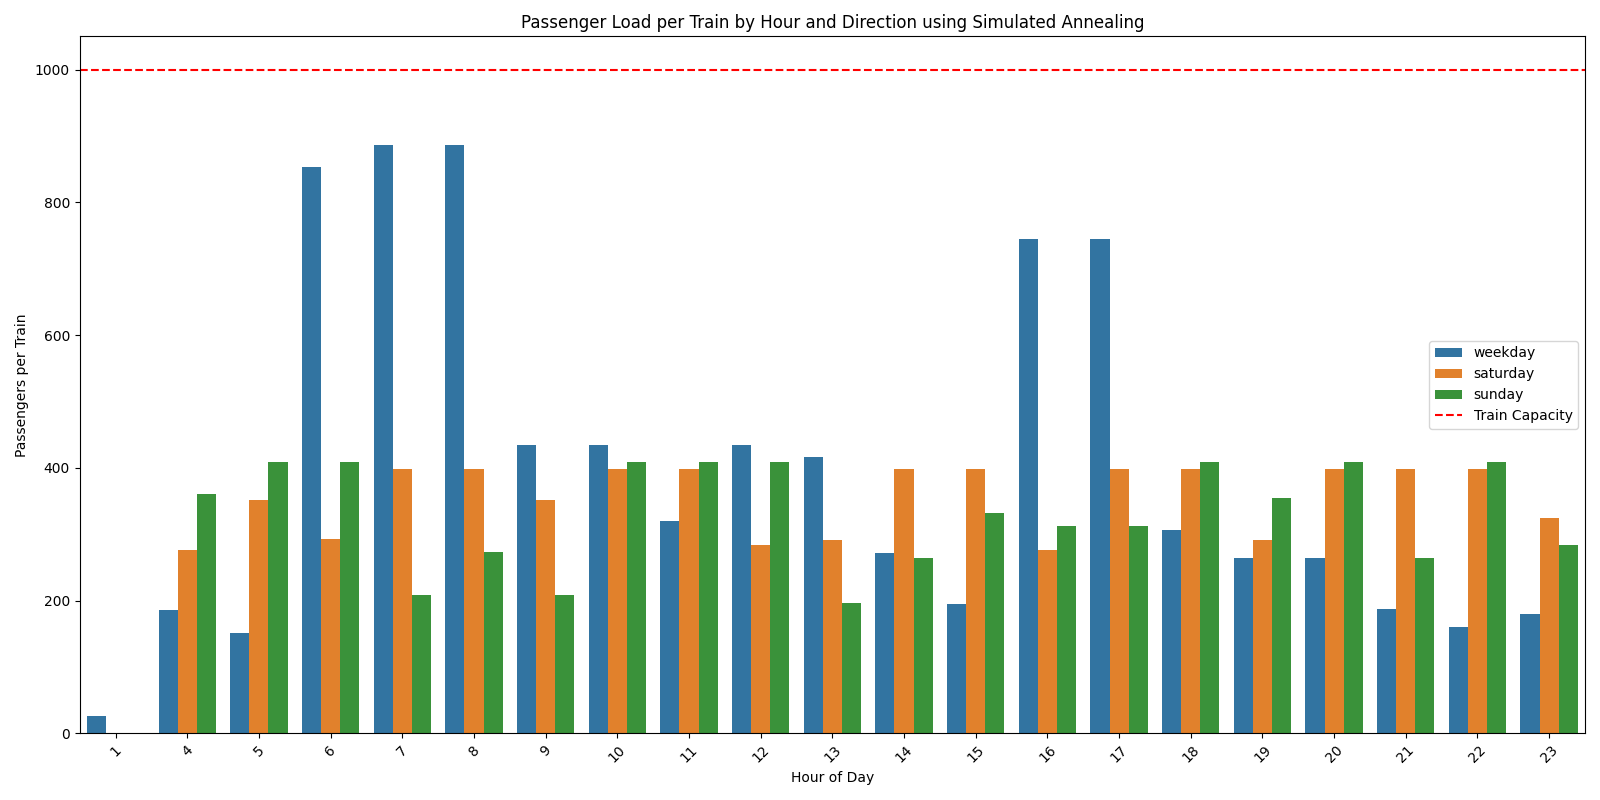 Passenger Load per Train by Hour and Direction using Simulated Annealing
1000
800
600
400
200
0
Passengers per Train
weekday
saturday
sunday
Train Capacity
1 4 5 6 7 8 9 10 11 12 13 14 15 16 17 18 19 20 21 22 23
Hour of Day